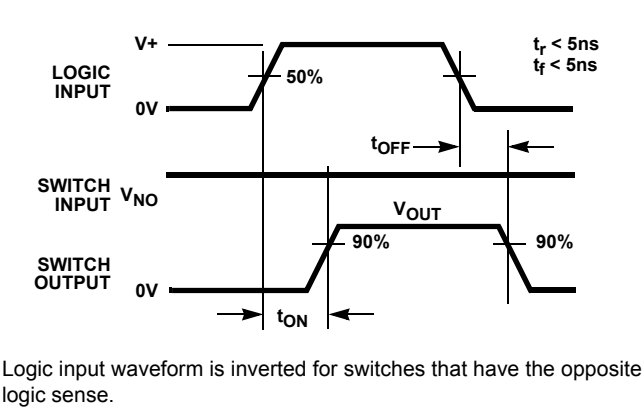 V+
LOGIC
INPUT
50%
0V
tr < 5ns
tf < 5ns
tOFF
SWITCH
INPUT
VNO
VOUT
90%
90%
SWITCH
OUTPUT
0V
tON
Logic input waveform is inverted for switches that have the opposite
logic sense.